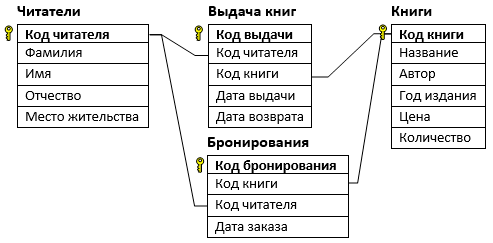 Читатели
Код читателя
Фамилия
Имя
Отчество
Место жительства
Выдача книг
Код выдачи
Код читателя
Код книги
Дата выдачи
Дата возврата
Книги
Код книги
Название
Автор
Год издания
Цена
Количество
Бронирования
Код бронирования
Код книги
Код читателя
Дата заказа